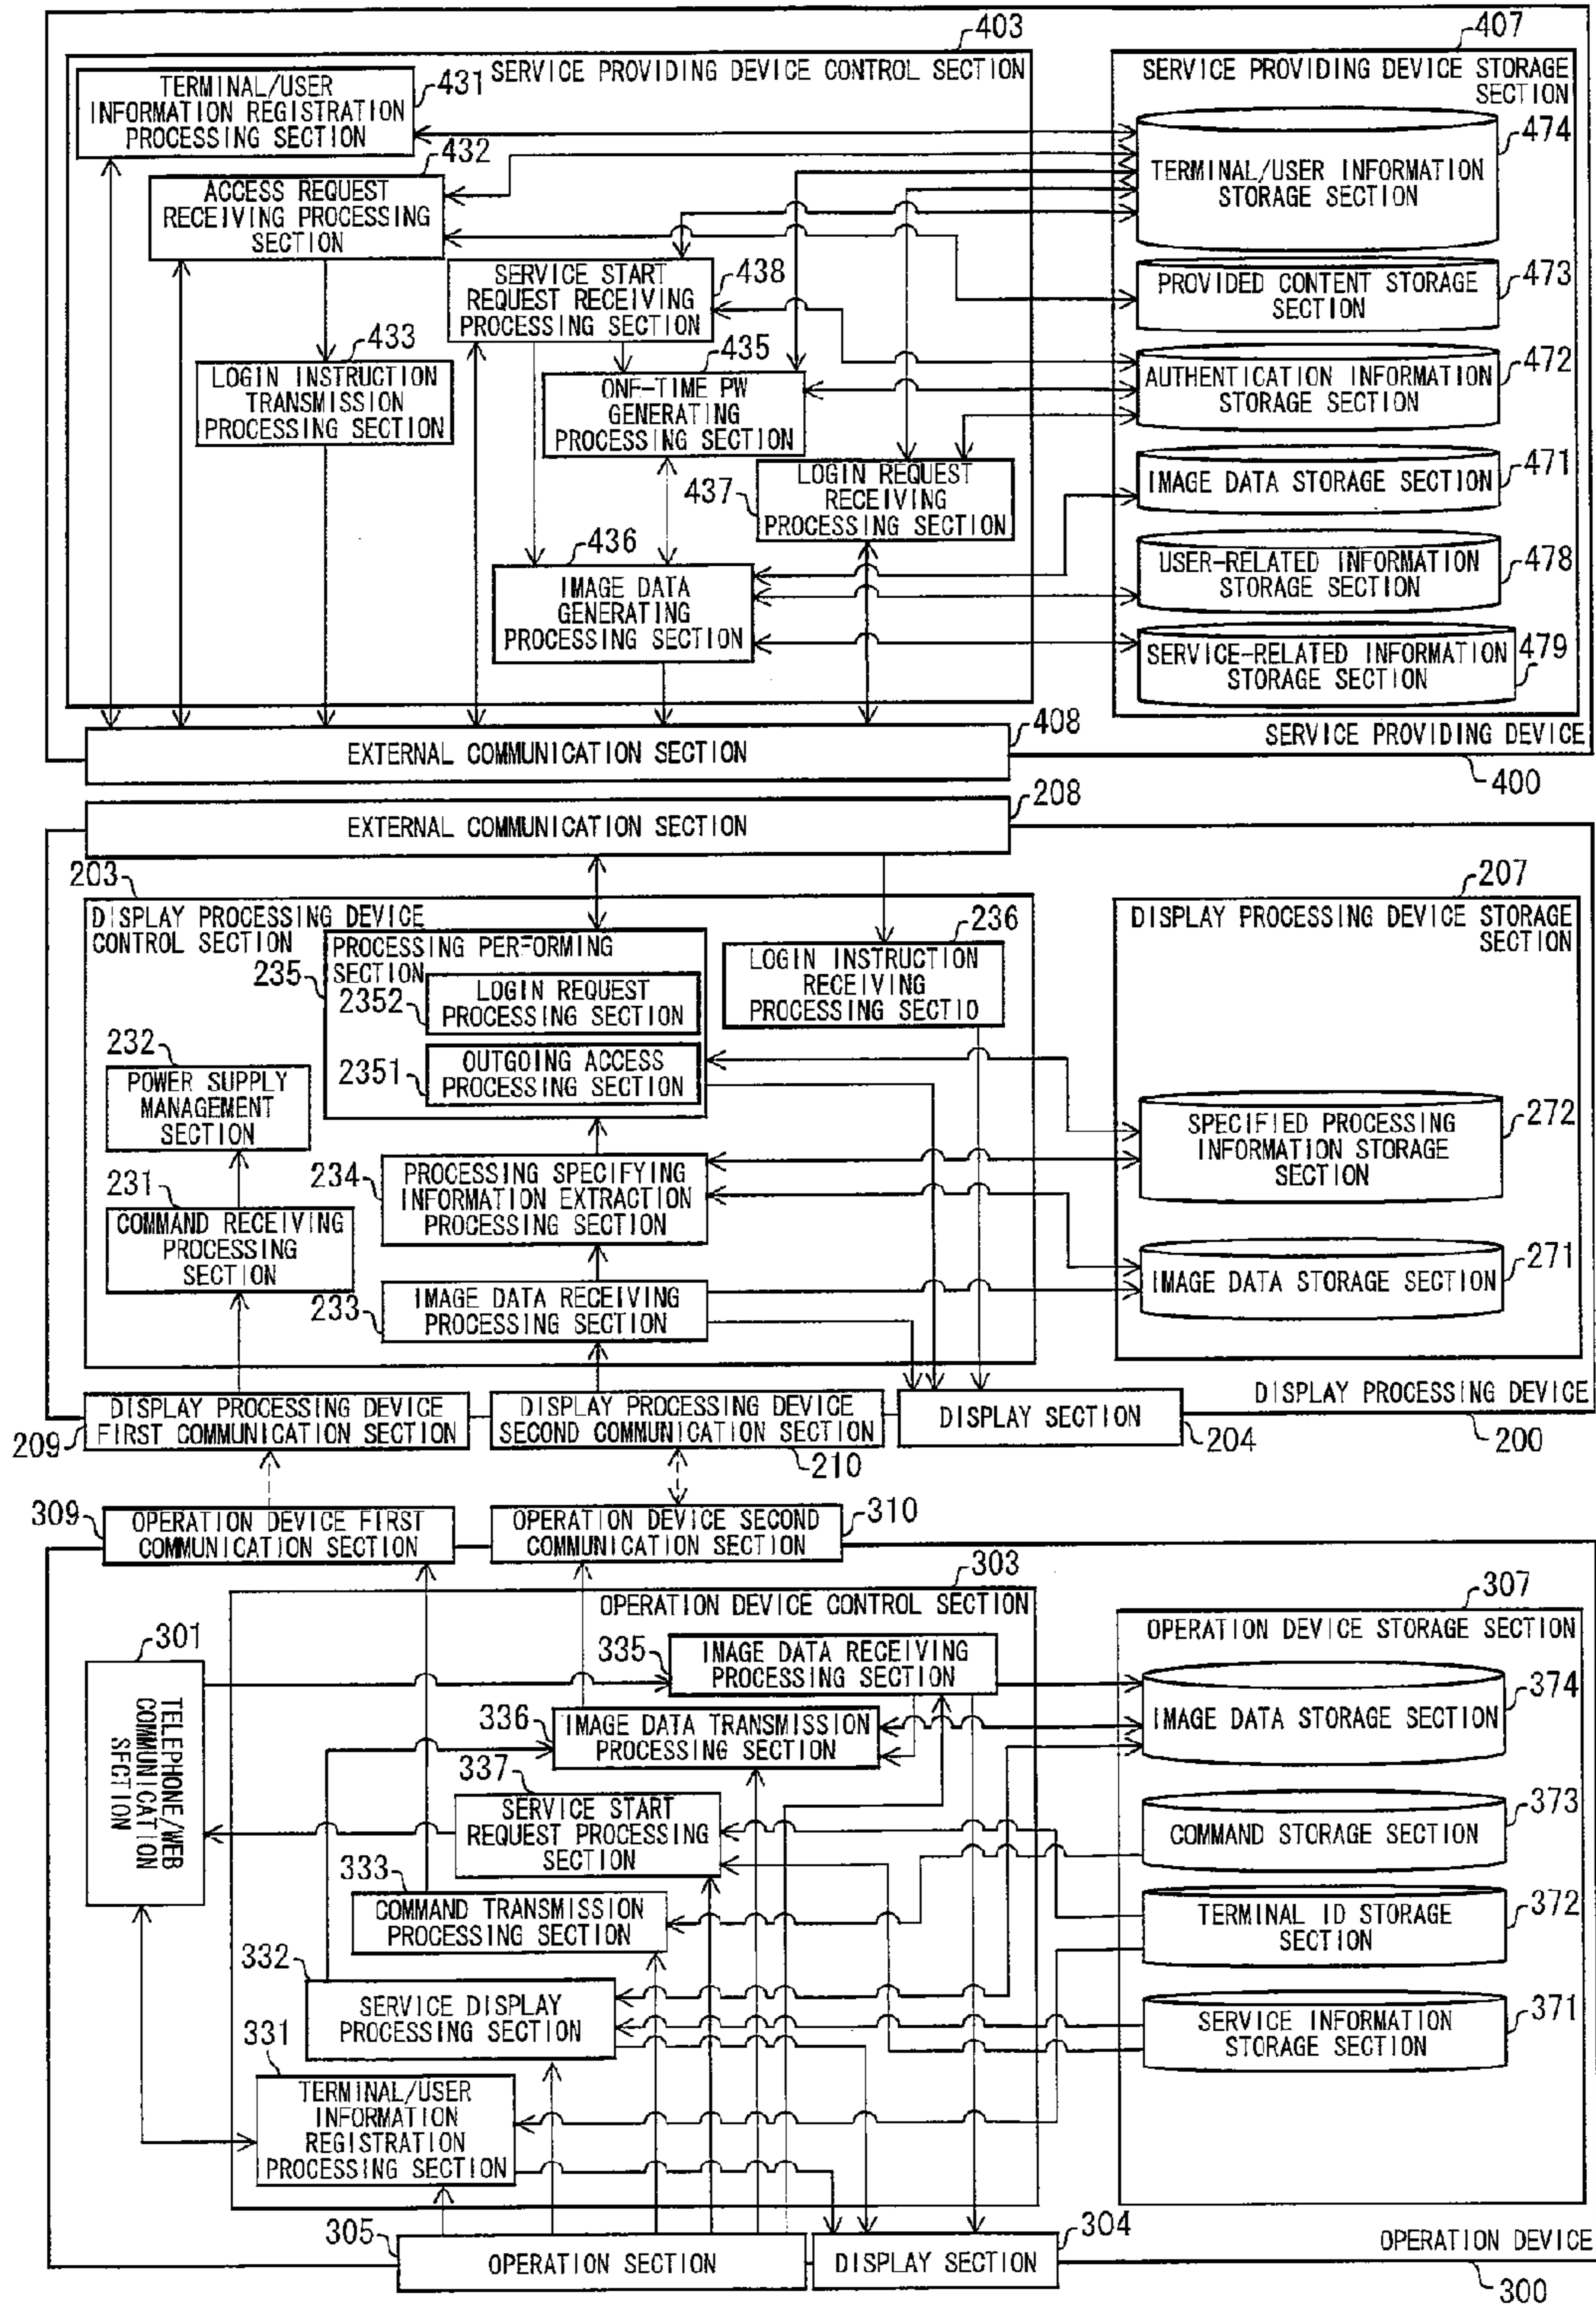 403
SERVICE PROVIDING DEVICE CONTROL SECTION
407
SERVICE PROVIDING DEVICE STORAGE
SECTION
TERMINAL/USER
INFORMATION REGISTRATION
PROCESSING SECTION
431
474
TERMINAL/USER INFORMATION
STORAGE SECTION
432
ACCESS REQUEST
RECEIVING PROCESSING
SECTION
SERVICE START
REQUEST RECEIVING
PROCESSING SECTION
438
PROVIDED CONTENT STORAGE
SECTION
473
433
LOGIN INSTRUCTION
TRANSMISSION
PROCESSING SECTION
435
ONF-TIME PW
GENERATING
PROCESSING SECTION
AUTHENTICATION INFORMATION
STORAGE SECTION
472
437
LOGIN REQUEST
RECEIVING
PROCESSING SECTION
IMAGE DATA STORAGE SECTION
471
436
IMAGE DATA
GENERATING
PROCESSING SECTION
USER-RELATED INFORMATION
STORAGE SECTION
478
SERVICE-RELATED INFORMATION
STORAGE SECTION
479
EXTERNAL COMMUNICATION SECTION
408
SERVICE PROVIDING DEVICE
400
EXTERNAL COMMUNICATION SECTION
208
203
DISPLAY PROCESSING DEVICE
CONTROL SECTION
207
DISPLAY PROCESSING DEVICE STORAGE
SECTION
PROCESSING PERFORMING
SECTION
235
236
LOGIN INSTRUCTION
RECEIVING
PROCESSING SECTIO
2352
LOGIN REQUEST
PROCESSING SECTION
2351
OUTGOING ACCESS
PROCESSING SECTION
232
POWER SUPPLY
MANAGEMENT
SECTION
SPECIFIED PROCESSING
INFORMATION STORAGE
SECTION
272
234
PROCESSING SPECIFYING
INFORMATION EXTRACTION
PROCESSING SECTION
231
COMMAND RECEIVING
PROCESSING
SECTION
IMAGE DATA STORAGE SECTION
271
233
IMAGE DATA RECEIVING
PROCESSING SECTION
DISPLAY PROCESSING DEVICE
FIRST COMMUNICATION SECTION
209
DISPLAY PROCESSING DEVICE
SECOND COMMUNICATION SECTION
210
DISPLAY SECTION
204
DISPLAY PROCESSING DEVICE
200
309
OPERATION DEVICE FIRST
COMMUNICATION SECTION
OPERATION DEVICE SECOND
COMMUNICATION SECTION
310
303
OPERATION DEVICE CONTROL SECTION
307
OPERATION DEVICE STORAGE SECTION
301
TELEPHONE/WEB
COMMUNICATION
SFCTION
335
IMAGE DATA RECEIVING
PROCESSING SECTION
336
IMAGE DATA TRANSMISSION
PROCESSING SECTION
IMAGE DATA STORAGE SECTION
374
337
SERVICE START
REQUEST PROCESSING
SECTION
COMMAND STORAGE SECTION
373
333
COMMAND TRANSMISSION
PROCESSING SECTION
TERMINAL ID STORAGE
SECTION
372
332
SERVICE DISPLAY
PROCESSING SECTION
SERVICE INFORMATION
STORAGE SECTION
371
331
TERMINAL/USER
INFORMATION
REGISTRATION
PROCESSING SECTION
305
OPERATION SECTION
DISPLAY SECTION
304
OPERATION DEVICE
300